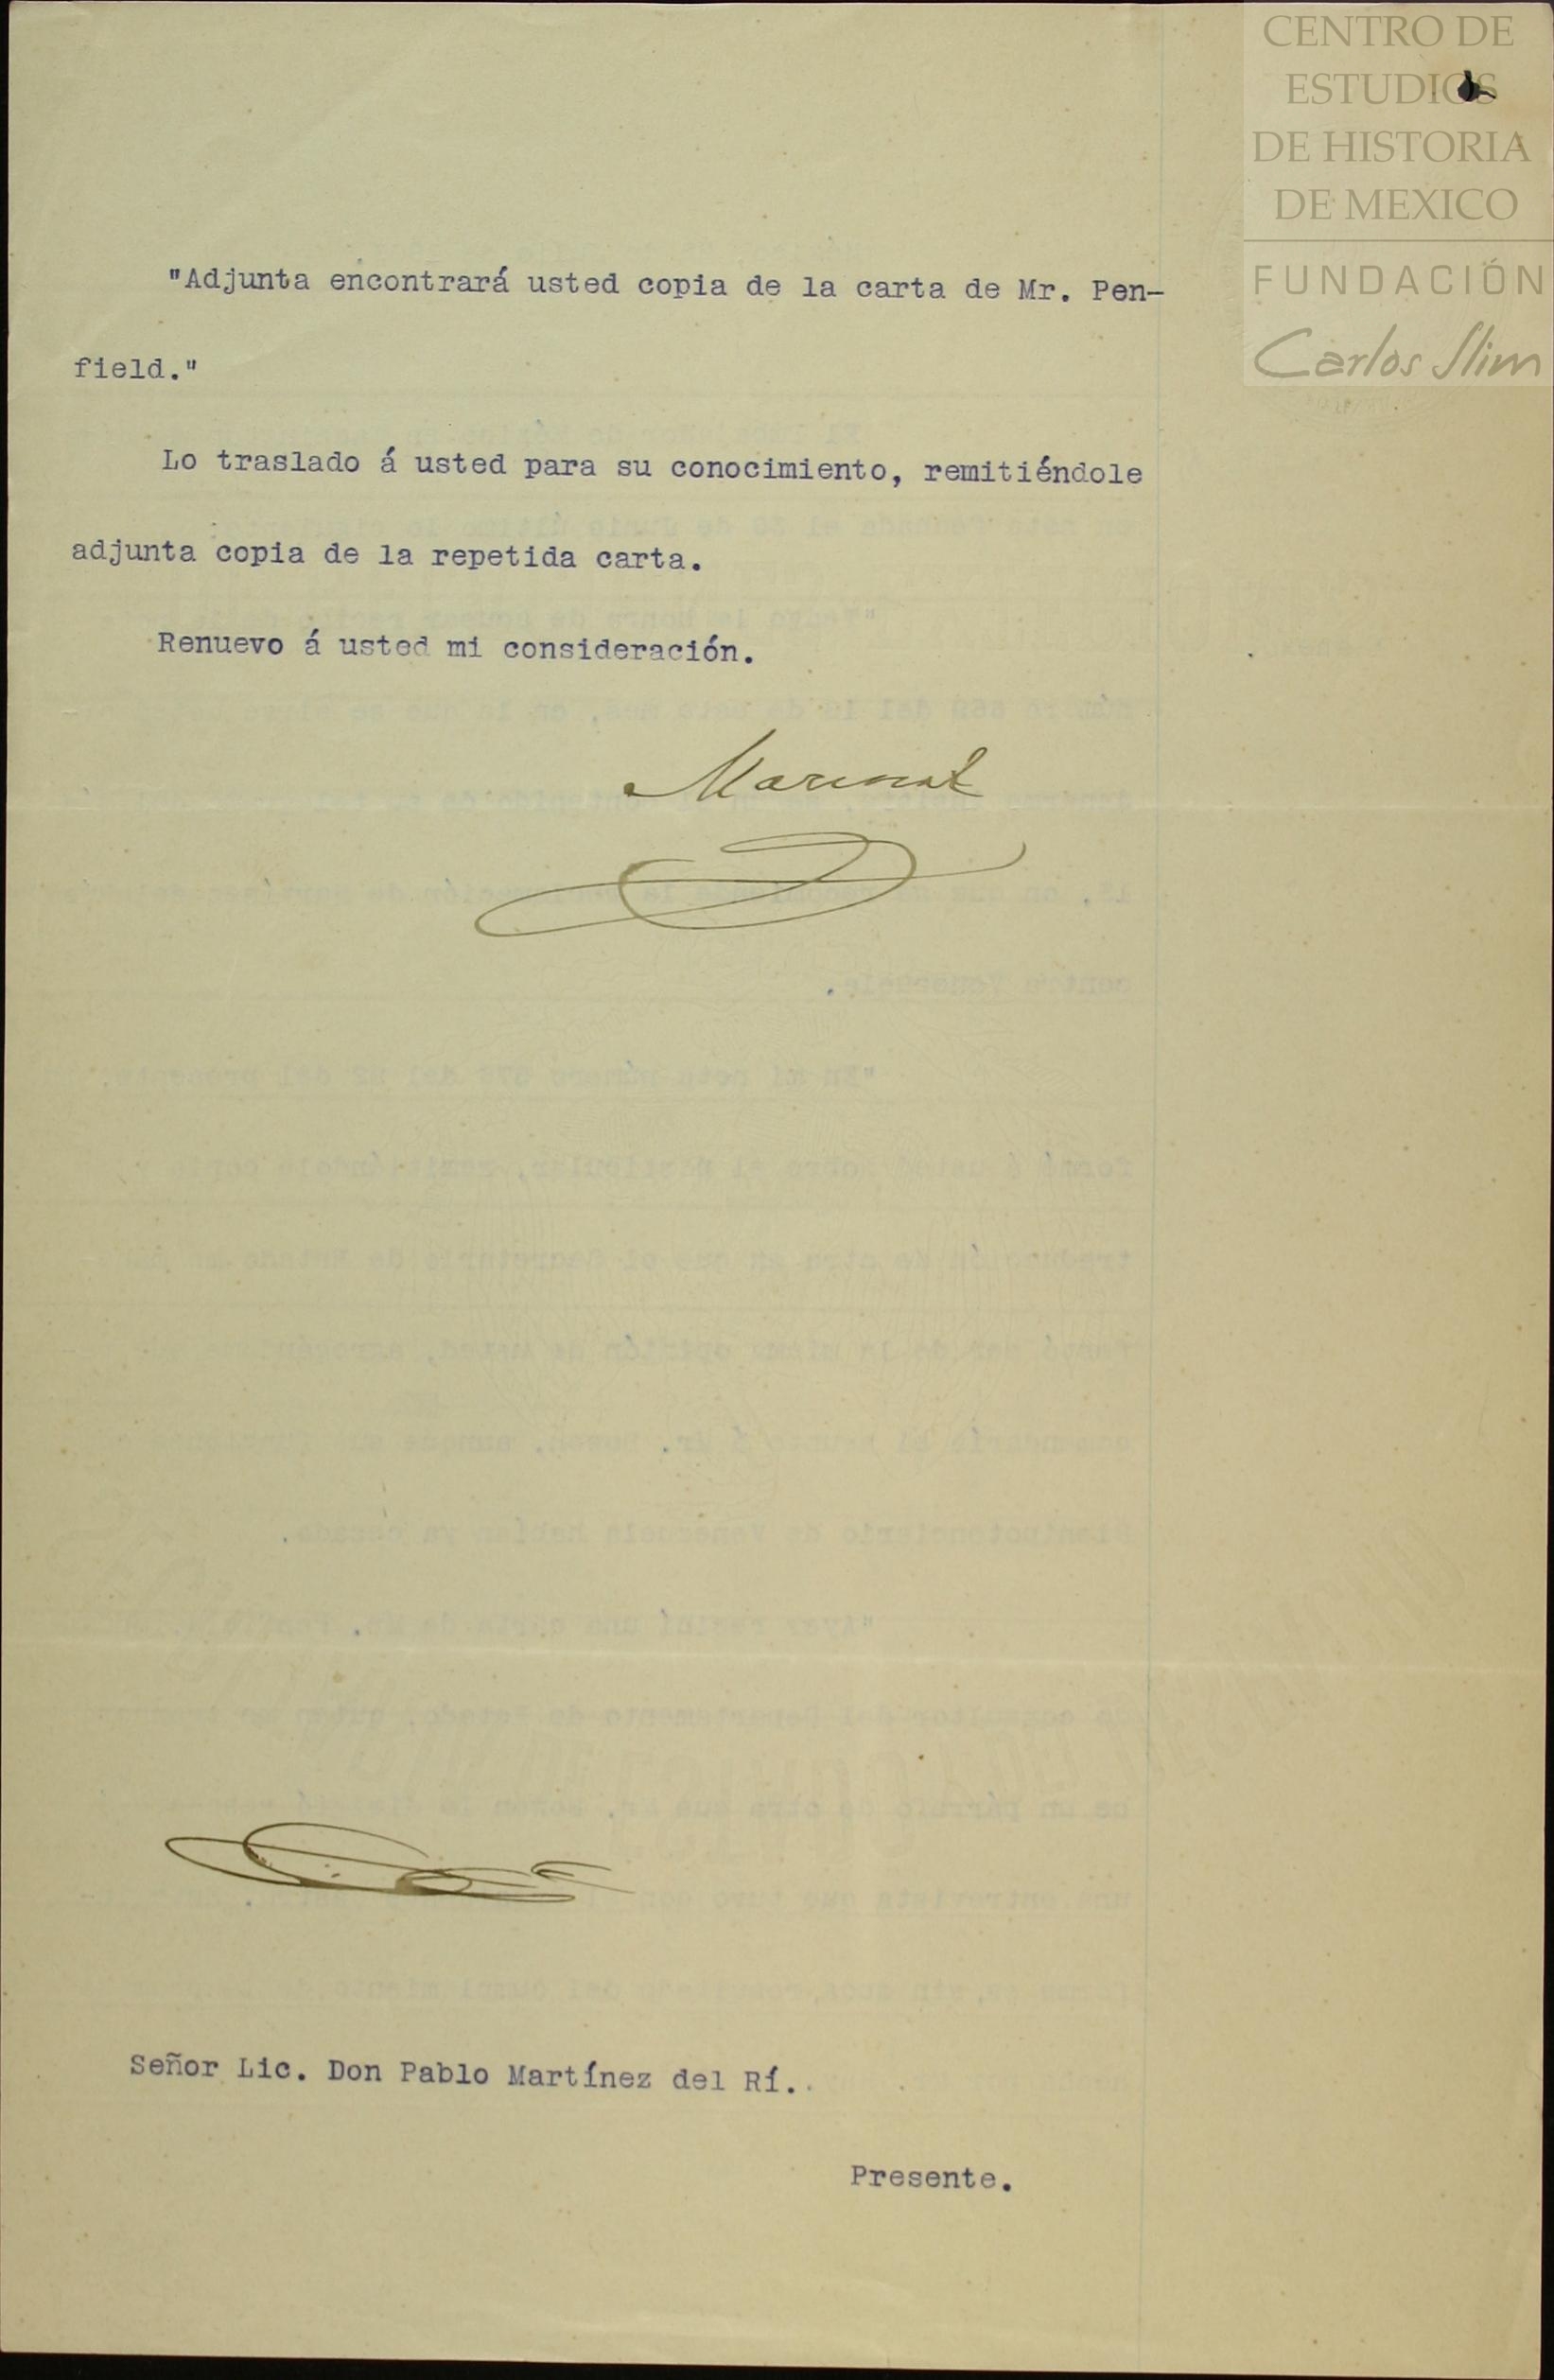 CENTRO DE
ESTUDIOS
DE HISTORIA
DE MEXICO
FUNDACIÓN
Carlos Slim
"Adjunta encontrará usted copia de la carta de Mr. Pen-
field."
Lo traslado á usted para su conocimiento, remitiéndole
adjunta copia de la repetida carta.
Renuevo á usted mi consideración.
Mariscal
Señor Lic. Don Pablo Martínez del Rí..
Presente.